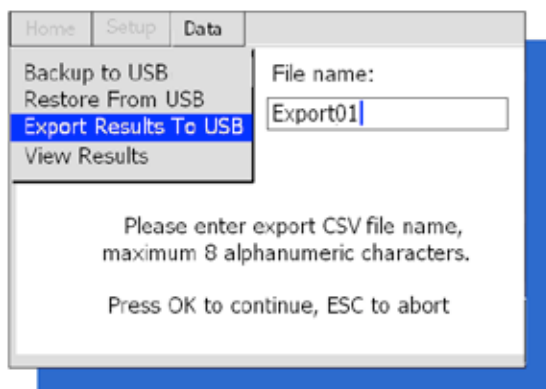 Home Setup Data
Backup to USB
Restore From USB
Export Results To USB
View Results
File name:
Export01
Please enter export CSV file name,
maximum 8 alphanumeric characters.
Press OK to continue, ESC to abort